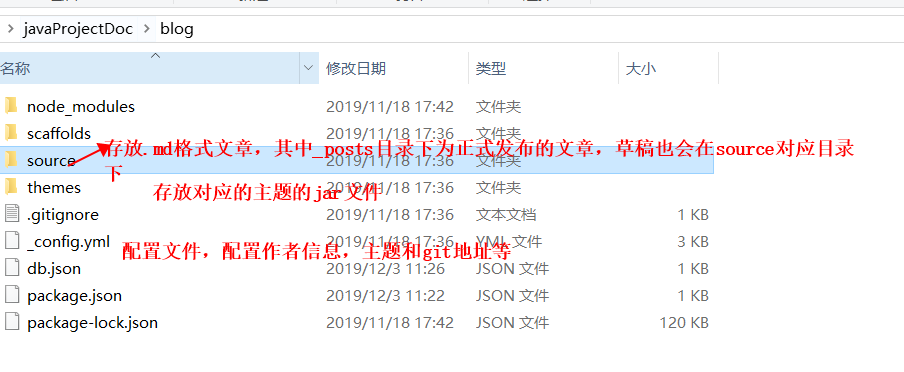 javaProjectDoc blog
名称 修改日期 类型 大小
node_modules 2019/11/18 17:42 文件夹
scaffolds 2019/11/18 17:36 文件夹
存放.md格式文章，其中_posts目录下为正式发布的文章，草稿也会在source对应目录
source
下
themes 2019/11/18 17:36 文件夹
存放对应的主题的jar文件
.gitignore 2019/11/18 17:36 文本文档 1 KB
_config.yml 2019/11/18 17:36 YML 文件 3 KB
配置文件，配置作者信息，主题和git地址等
db.json 2019/12/3 11:26 JSON 文件 1 KB
package.json 2019/12/3 11:22 JSON 文件 1 KB
package-lock.json 2019/11/18 17:42 JSON 文件 120 KB